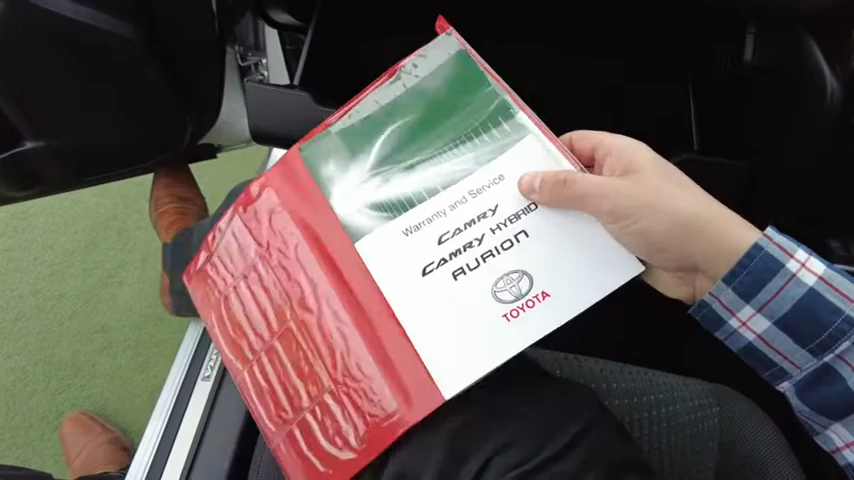 Warranty and Service
CAMRY
CAMRY HYBRID
AURION
TOYOTA